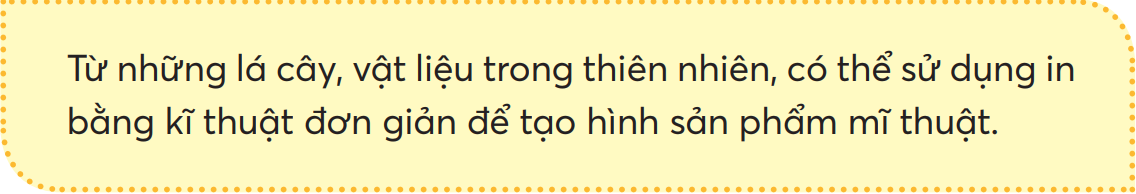 Từ những lá cây, vật liệu trong thiên nhiên, có thể sử dụng in
bằng kĩ thuật đơn giản để tạo hình sản phẩm mĩ thuật.